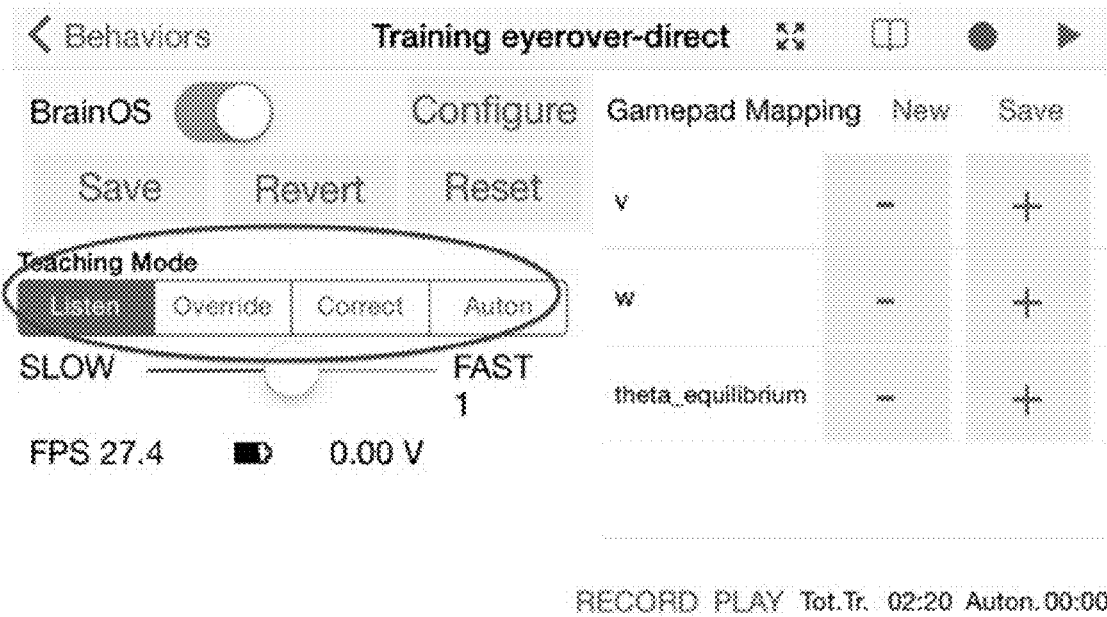 Behaviors Training eyerover-direct
BrainOS Configure
Save Revert Reset
Teaching Mode
Listen Override Correct Auton
SLOW FAST
1
FPS 27.4 0.00 V
Gamepad Mapping New Save
v - +
w - +
theta_equilibrium - +
RECORD PLAY Tot.Tr. 02:20 Auton. 00:00